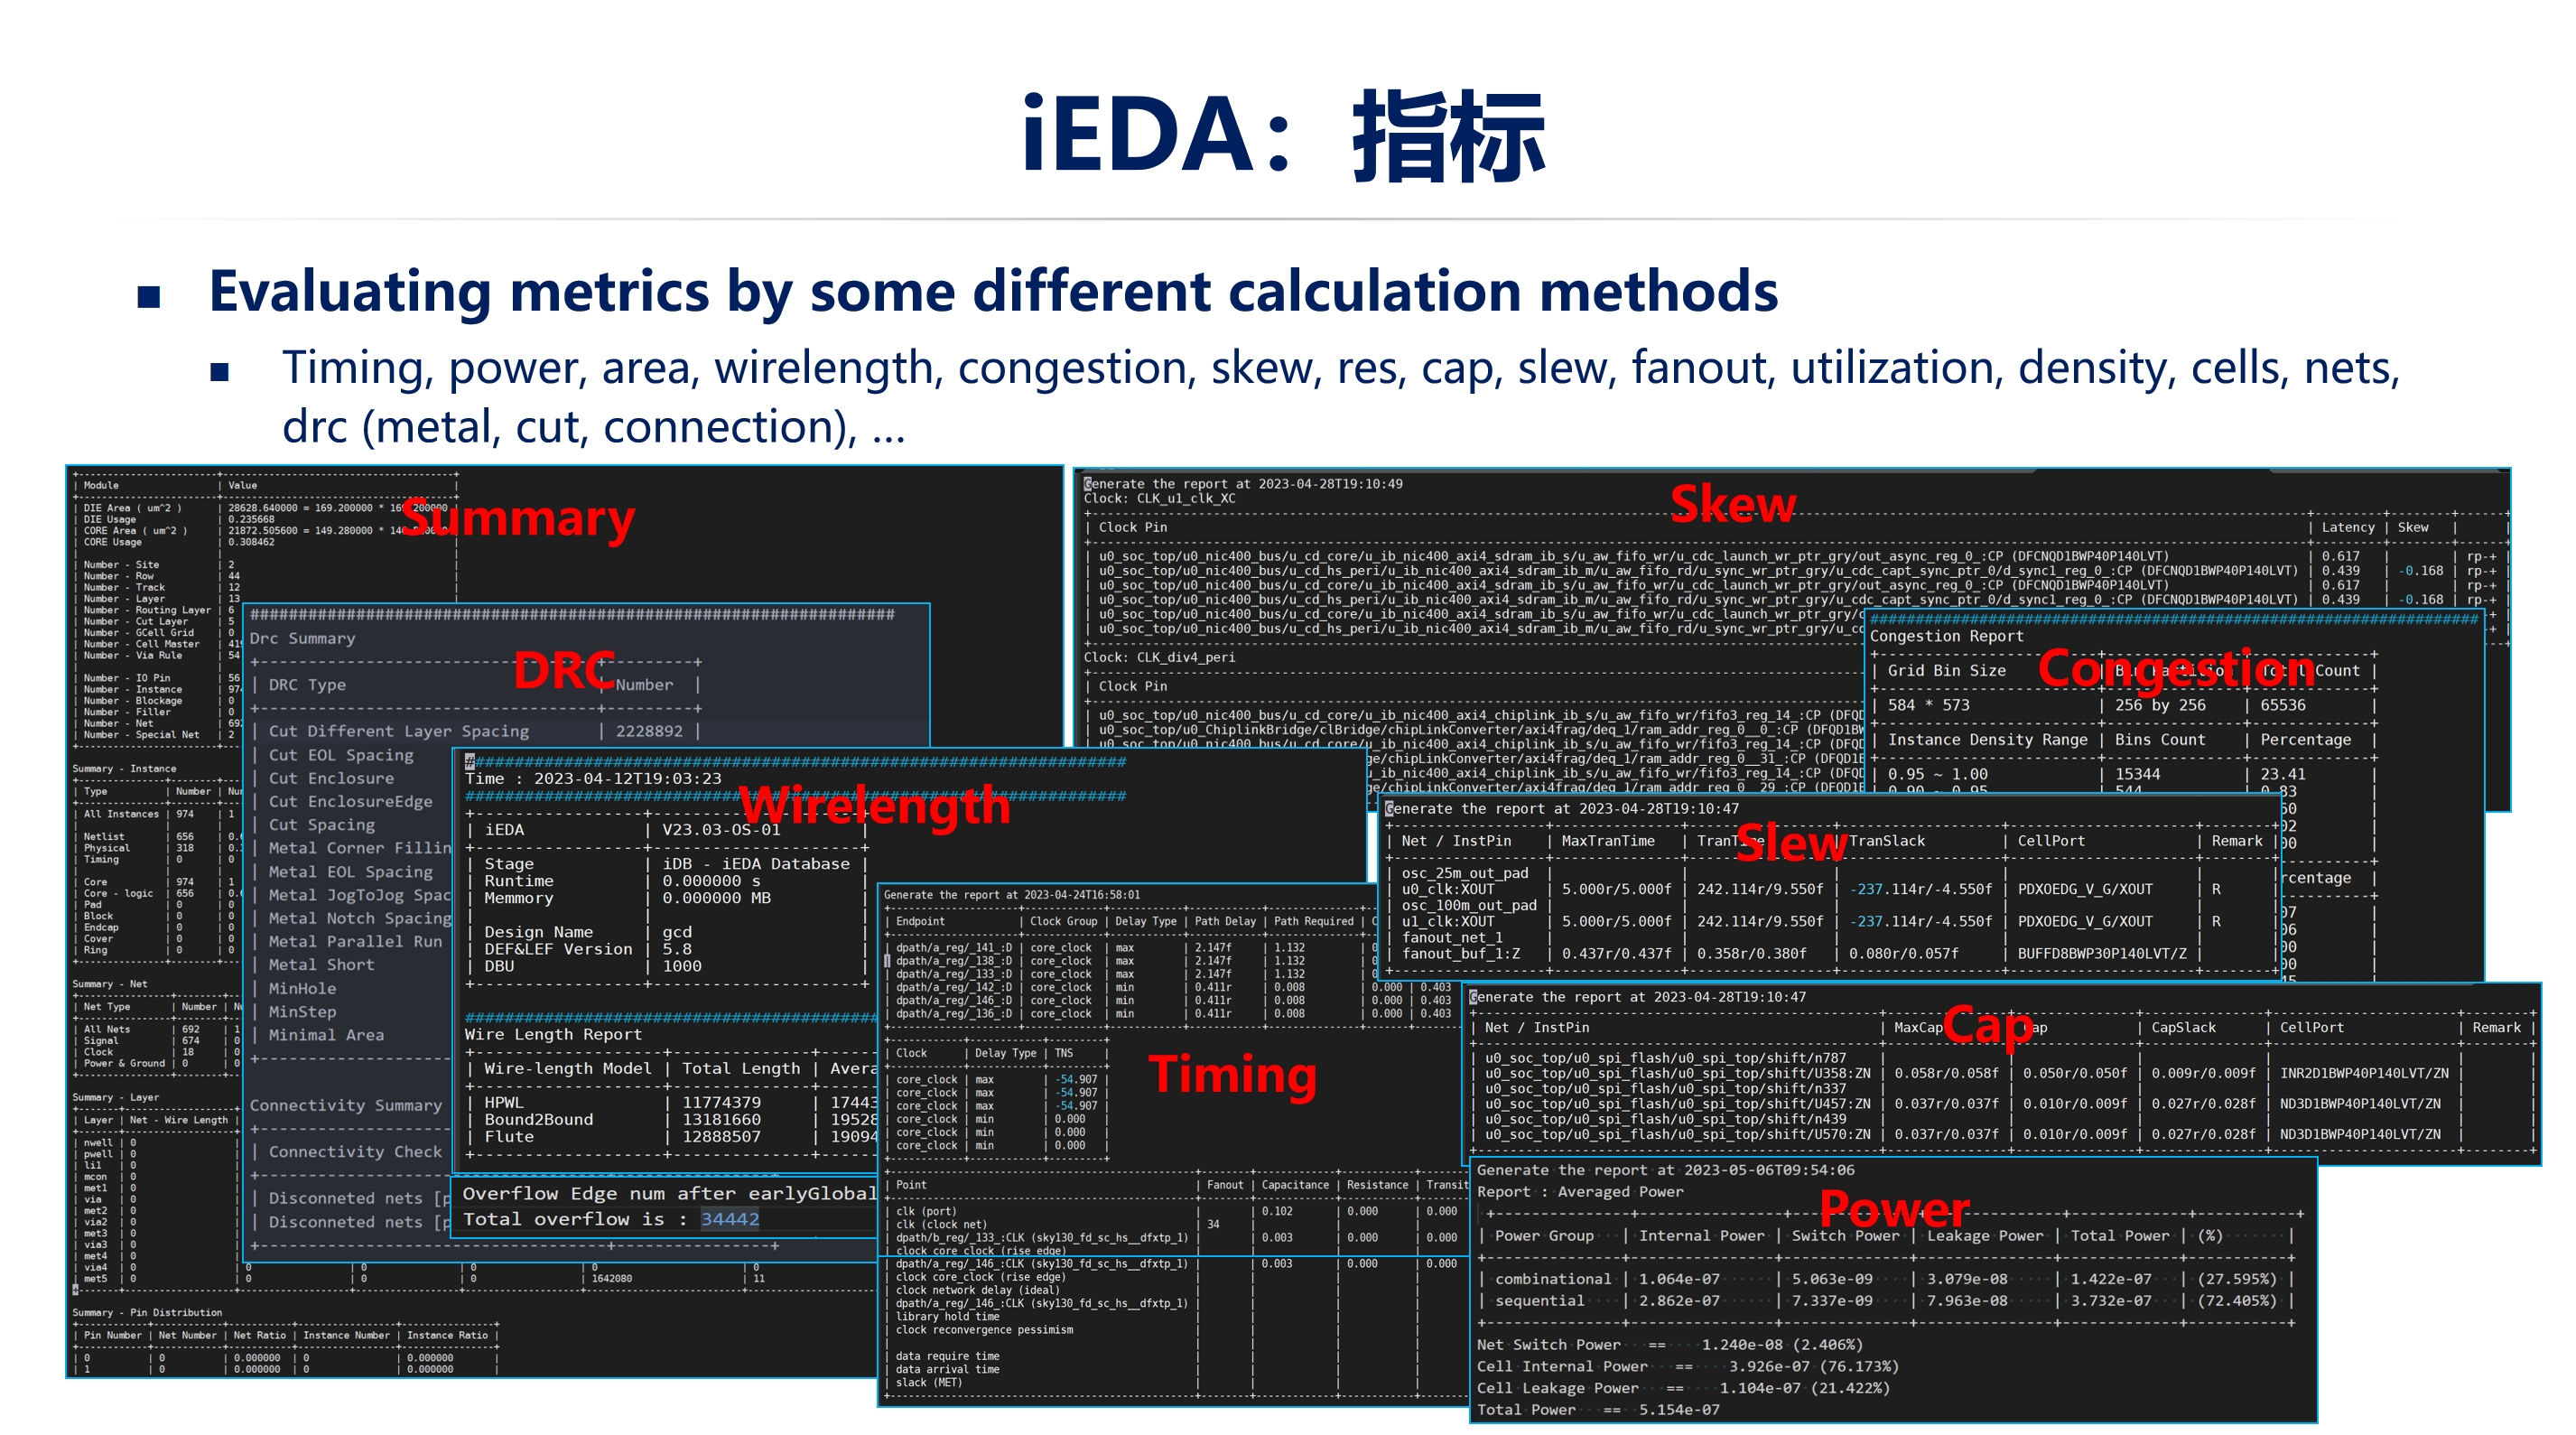 iEDA：指标
■ Evaluating metrics by some different calculation methods
■ Timing, power, area, wirelength, congestion, skew, res, cap, slew, fanout, utilization, density, cells, nets,
drc (metal, cut, connection), ...
Summary
| Module | Value |
| DIE Area ( um^2 ) | 28628.640000 = 169.200000 *
| DIE Usage | 0.235668
| CORE Area ( um^2 ) | 21872.505600 = 149.280000 *
| CORE Usage | 0.308462
| Number - Site | 2
| Number - Row | 44
| Number - Track | 12
| Number - Layer | 13
| Number - Routing Layer | 6
| Number - Cut Layer | 5
| Number - GCell Grid | 0
| Number - Cell Master
| Number - Via Rule | 54
| Number - IO Pin | 56
| Number - Instance
| Number - Blockage | 0
| Number - Filler | 0
| Number - Net
| Number - Special Net | 2
Summary - Instance
| Type | Number |
| All Instances | 974 | 1
| Netlist | 656
| Physical | 318
| Timing | 0 | 0
| Core | 974 | 1
| Core - logic | 656
| Pad | 0 | 0
| Block | 0 | 0
| Endcap | 0 | 0
| Cover | 0 | 0
| Ring | 0 | 0
Summary - Net
| Net Type | Number |
| All Nets | 692 | 1
| Signal | 674 | 0
| Clock | 18 | 0
| Power & Ground | 0 | 0
Summary - Layer
| Layer | Net - Wire Length |
| nwell | 0
| pwell | 0
| li1 | 0
| mcon | 0
| met1 | 0
| via | 0
| met2 | 0
| via2 | 0
| met3 | 0
| via3 | 0
| met4 | 0
| via4 | 0 | 0 | 0 | 0 | 0 | 0
| met5 | 0 | 0 | 0 | 0 | 1642080 | 11
Summary - Pin Distribution
| Pin Number | Net Number | Net Ratio | Instance Number | Instance Ratio |
| 0 | 0 | 0.000000 | 0 | 0.000000 |
| 1 | 0 | 0.000000 | 0 | 0.000000 |
DRC
Drc Summary
| DRC Type | Number |
| Cut Different Layer Spacing | 2228892 |
| Cut EOL Spacing
| Cut Enclosure
| Cut EnclosureEdge
| Cut Spacing
| Metal Corner Fillin
| Metal EOL Spacing
| Metal JogToJog Spac
| Metal Notch Spacing
| Metal Parallel Run
| Metal Short
| MinHole
| MinStep
| Minimal Area
Connectivity Summary
| Connectivity Check
| Disconneted nets [p
| Disconneted nets [p
Wirelength
Time : 2023-04-12T19:03:23
| iEDA | V23.03-OS-01 |
| Stage | iDB - iEDA Database |
| Runtime | 0.000000 s
| Memmory | 0.000000 MB
| Design Name | gcd
| DEF&LEF Version | 5.8
| DBU | 1000
Wire Length Report
| Wire-length Model | Total Length | Avera
| HPWL | 11774379 | 17443
| Bound2Bound | 13181660 | 19528
| Flute | 12888507 | 19094
Overflow Edge num after earlyGlobal
Total overflow is : 34442
Timing
Generate the report at 2023-04-24T16:58:01
| Endpoint | Clock Group | Delay Type | Path Delay | Path Required | C
| dpath/a_reg/_141_:D | core_clock | max | 2.147f | 1.132
| dpath/a_reg/_138_:D | core_clock | max | 2.147f | 1.132
| dpath/a_reg/_133_:D | core_clock | max | 2.147f | 1.132
| dpath/a_reg/_142_:D | core_clock | min | 0.411r | 0.008 | 0.000 | 0.403
| dpath/a_reg/_146_:D | core_clock | min | 0.411r | 0.008 | 0.000 | 0.403
| dpath/a_reg/_136_:D | core_clock | min | 0.411r | 0.008 | 0.000 | 0.403
| Clock | Delay Type | TNS |
| core_clock | max | -54.907
| core_clock | max | -54.907
| core_clock | max | -54.907
| core_clock | min | 0.000
| core_clock | min | 0.000
| core_clock | min | 0.000
| Point | Fanout | Capacitance | Resistance | Transit
| clk (port) | | 0.102 | 0.000 | 0.000
| clk (clock net) | 34
| dpath/b_reg/_133_:CLK (sky130_fd_sc_hs__dfxtp_1) | | 0.003 | 0.000 | 0.000
| clock core_clock (rise edge)
| dpath/a_reg/_146_:CLK (sky130_fd_sc_hs__dfxtp_1) | | 0.003 | 0.000 | 0.000
| clock core_clock (rise edge)
| clock network delay (ideal)
| dpath/a_reg/_146_:CLK (sky130_fd_sc_hs__dfxtp_1)
| library hold time
| clock reconvergence pessimism
| data require time
| data arrival time
| slack (MET)
Skew
Generate the report at 2023-04-28T19:10:49
Clock: CLK_u1_clk_XC
| Clock Pin | Latency | Skew |
| u0_soc_top/u0_nic400_bus/u_cd_core/u_ib_nic400_axi4_sdram_ib_s/u_aw_fifo_wr/u_cdc_launch_wr_ptr_gry/out_async_reg_0_:CP (DFCNQD1BWP40P140LVT) | 0.617 | | rp-+
| u0_soc_top/u0_nic400_bus/u_cd_hs_peri/u_ib_nic400_axi4_sdram_ib_m/u_aw_fifo_rd/u_sync_wr_ptr_gry/u_cdc_capt_sync_ptr_0/d_sync1_reg_0_:CP (DFCNQD1BWP40P140LVT) | 0.439 | -0.168 | rp-+
| u0_soc_top/u0_nic400_bus/u_cd_core/u_ib_nic400_axi4_sdram_ib_s/u_aw_fifo_wr/u_cdc_launch_wr_ptr_gry/out_async_reg_0_:CP (DFCNQD1BWP40P140LVT) | 0.617 | | rp-+
| u0_soc_top/u0_nic400_bus/u_cd_hs_peri/u_ib_nic400_axi4_sdram_ib_m/u_aw_fifo_rd/u_sync_wr_ptr_gry/u_cdc_capt_sync_ptr_0/d_sync1_reg_0_:CP (DFCNQD1BWP40P140LVT) | 0.439 | -0.168 | rp-+
| u0_soc_top/u0_nic400_bus/u_cd_core/u_ib_nic400_axi4_sdram_ib_s/u_aw_fifo_wr/u_cdc_launch_wr_ptr_gry/c
| u0_soc_top/u0_nic400_bus/u_cd_hs_peri/u_ib_nic400_axi4_sdram_ib_m/u_aw_fifo_rd/u_sync_wr_ptr_gry/u_cc
Clock: CLK_div4_peri
| Clock Pin
| u0_soc_top/u0_nic400_bus/u_cd_core/u_ib_nic400_axi4_chiplink_ib_s/u_aw_fifo_wr/fifo3_reg_14_:CP (DFQD
| u0_soc_top/u0_ChiplinkBridge/clBridge/chipLinkConverter/axi4frag/deq_1/ram_addr_reg_0__0_:CP (DFQD1BW
| u0_soc_top/u0_nic400_bus/u_cd_core/u_ib_nic400_axi4_chiplink_ib_s/u_aw_fifo_wr/fifo3_reg_14_:CP (DFQD
ge/chipLinkConverter/axi4frag/deq_1/ram_addr_reg_0__31_:CP (DFQD1E
u_ib_nic400_axi4_chiplink_ib_s/u_aw_fifo_wr/fifo3_reg_14_:CP (DFQD
ge/chipLinkConverter/axi4frag/deq_1/ram_addr_reg_0__29_:CP (DFQD1E
Congestion
Congestion Report
| Grid Bin Size | Bin Partition | Total Count |
| 584 * 573 | 256 by 256 | 65536
| Instance Density Range | Bins Count | Percentage |
| 0.95 ~ 1.00 | 15344 | 23.41
| 0.90 ~ 0.95 | 544 | 0.83
rcentage |
Slew
Generate the report at 2023-04-28T19:10:47
| Net / InstPin | MaxTranTime | TranTime | TranSlack | CellPort | Remark |
| osc_25m_out_pad
| u0_clk:XOUT | 5.000r/5.000f | 242.114r/9.550f | -237.114r/-4.550f | PDXOEDG_V_G/XOUT | R
| osc_100m_out_pad
| u1_clk:XOUT | 5.000r/5.000f | 242.114r/9.550f | -237.114r/-4.550f | PDXOEDG_V_G/XOUT | R
| fanout_net_1
| fanout_buf_1:Z | 0.437r/0.437f | 0.358r/0.380f | 0.080r/0.057f | BUFFD8BWP30P140LVT/Z |
Cap
Generate the report at 2023-04-28T19:10:47
| Net / InstPin | MaxCap | Cap | CapSlack | CellPort | Remark |
| u0_soc_top/u0_spi_flash/u0_spi_top/shift/n787
| u0_soc_top/u0_spi_flash/u0_spi_top/shift/U358:ZN | 0.058r/0.058f | 0.050r/0.050f | 0.009r/0.009f | INR2D1BWP40P140LVT/ZN |
| u0_soc_top/u0_spi_flash/u0_spi_top/shift/n337
| u0_soc_top/u0_spi_flash/u0_spi_top/shift/U457:ZN | 0.037r/0.037f | 0.010r/0.009f | 0.027r/0.028f | ND3D1BWP40P140LVT/ZN |
| u0_soc_top/u0_spi_flash/u0_spi_top/shift/n439
| u0_soc_top/u0_spi_flash/u0_spi_top/shift/U570:ZN | 0.037r/0.037f | 0.010r/0.009f | 0.027r/0.028f | ND3D1BWP40P140LVT/ZN |
Power
Generate the report at 2023-05-06T09:54:06
Report : Averaged Power
| Power Group | Internal Power | Switch Power | Leakage Power | Total Power | (%) |
| combinational | 1.064e-07 | 5.063e-09 | 3.079e-08 | 1.422e-07 | (27.595%) |
| sequential | 2.862e-07 | 7.337e-09 | 7.963e-08 | 3.732e-07 | (72.405%) |
Net Switch Power == 1.240e-08 (2.406%)
Cell Internal Power == 3.926e-07 (76.173%)
Cell Leakage Power == 1.104e-07 (21.422%)
Total Power == 5.154e-07